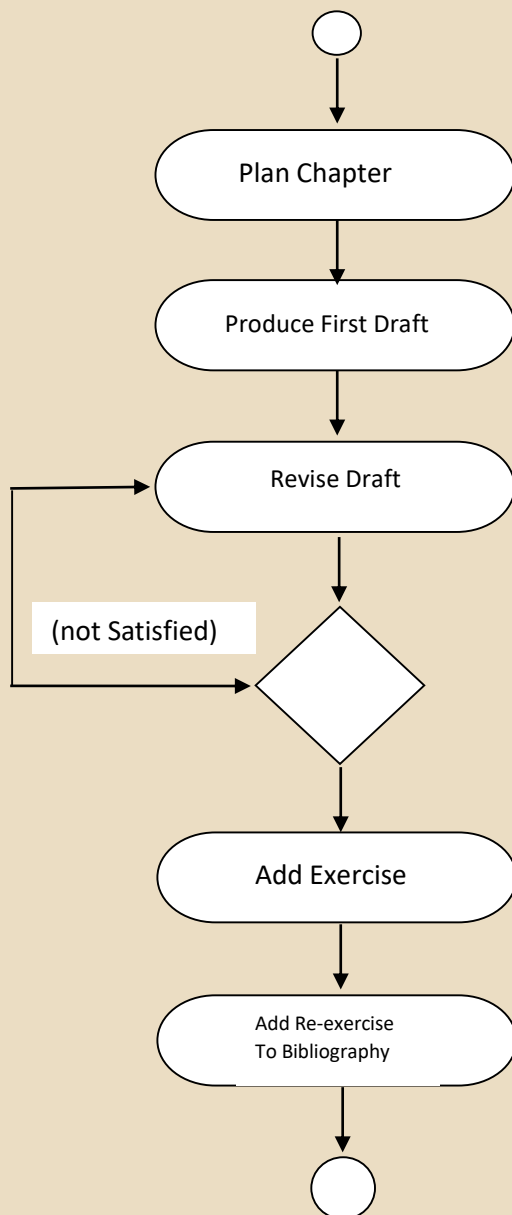 Plan Chapter
Produce First Draft
Revise Draft
(not Satisfied)
Add Exercise
Add Re-exercise
To Bibliography